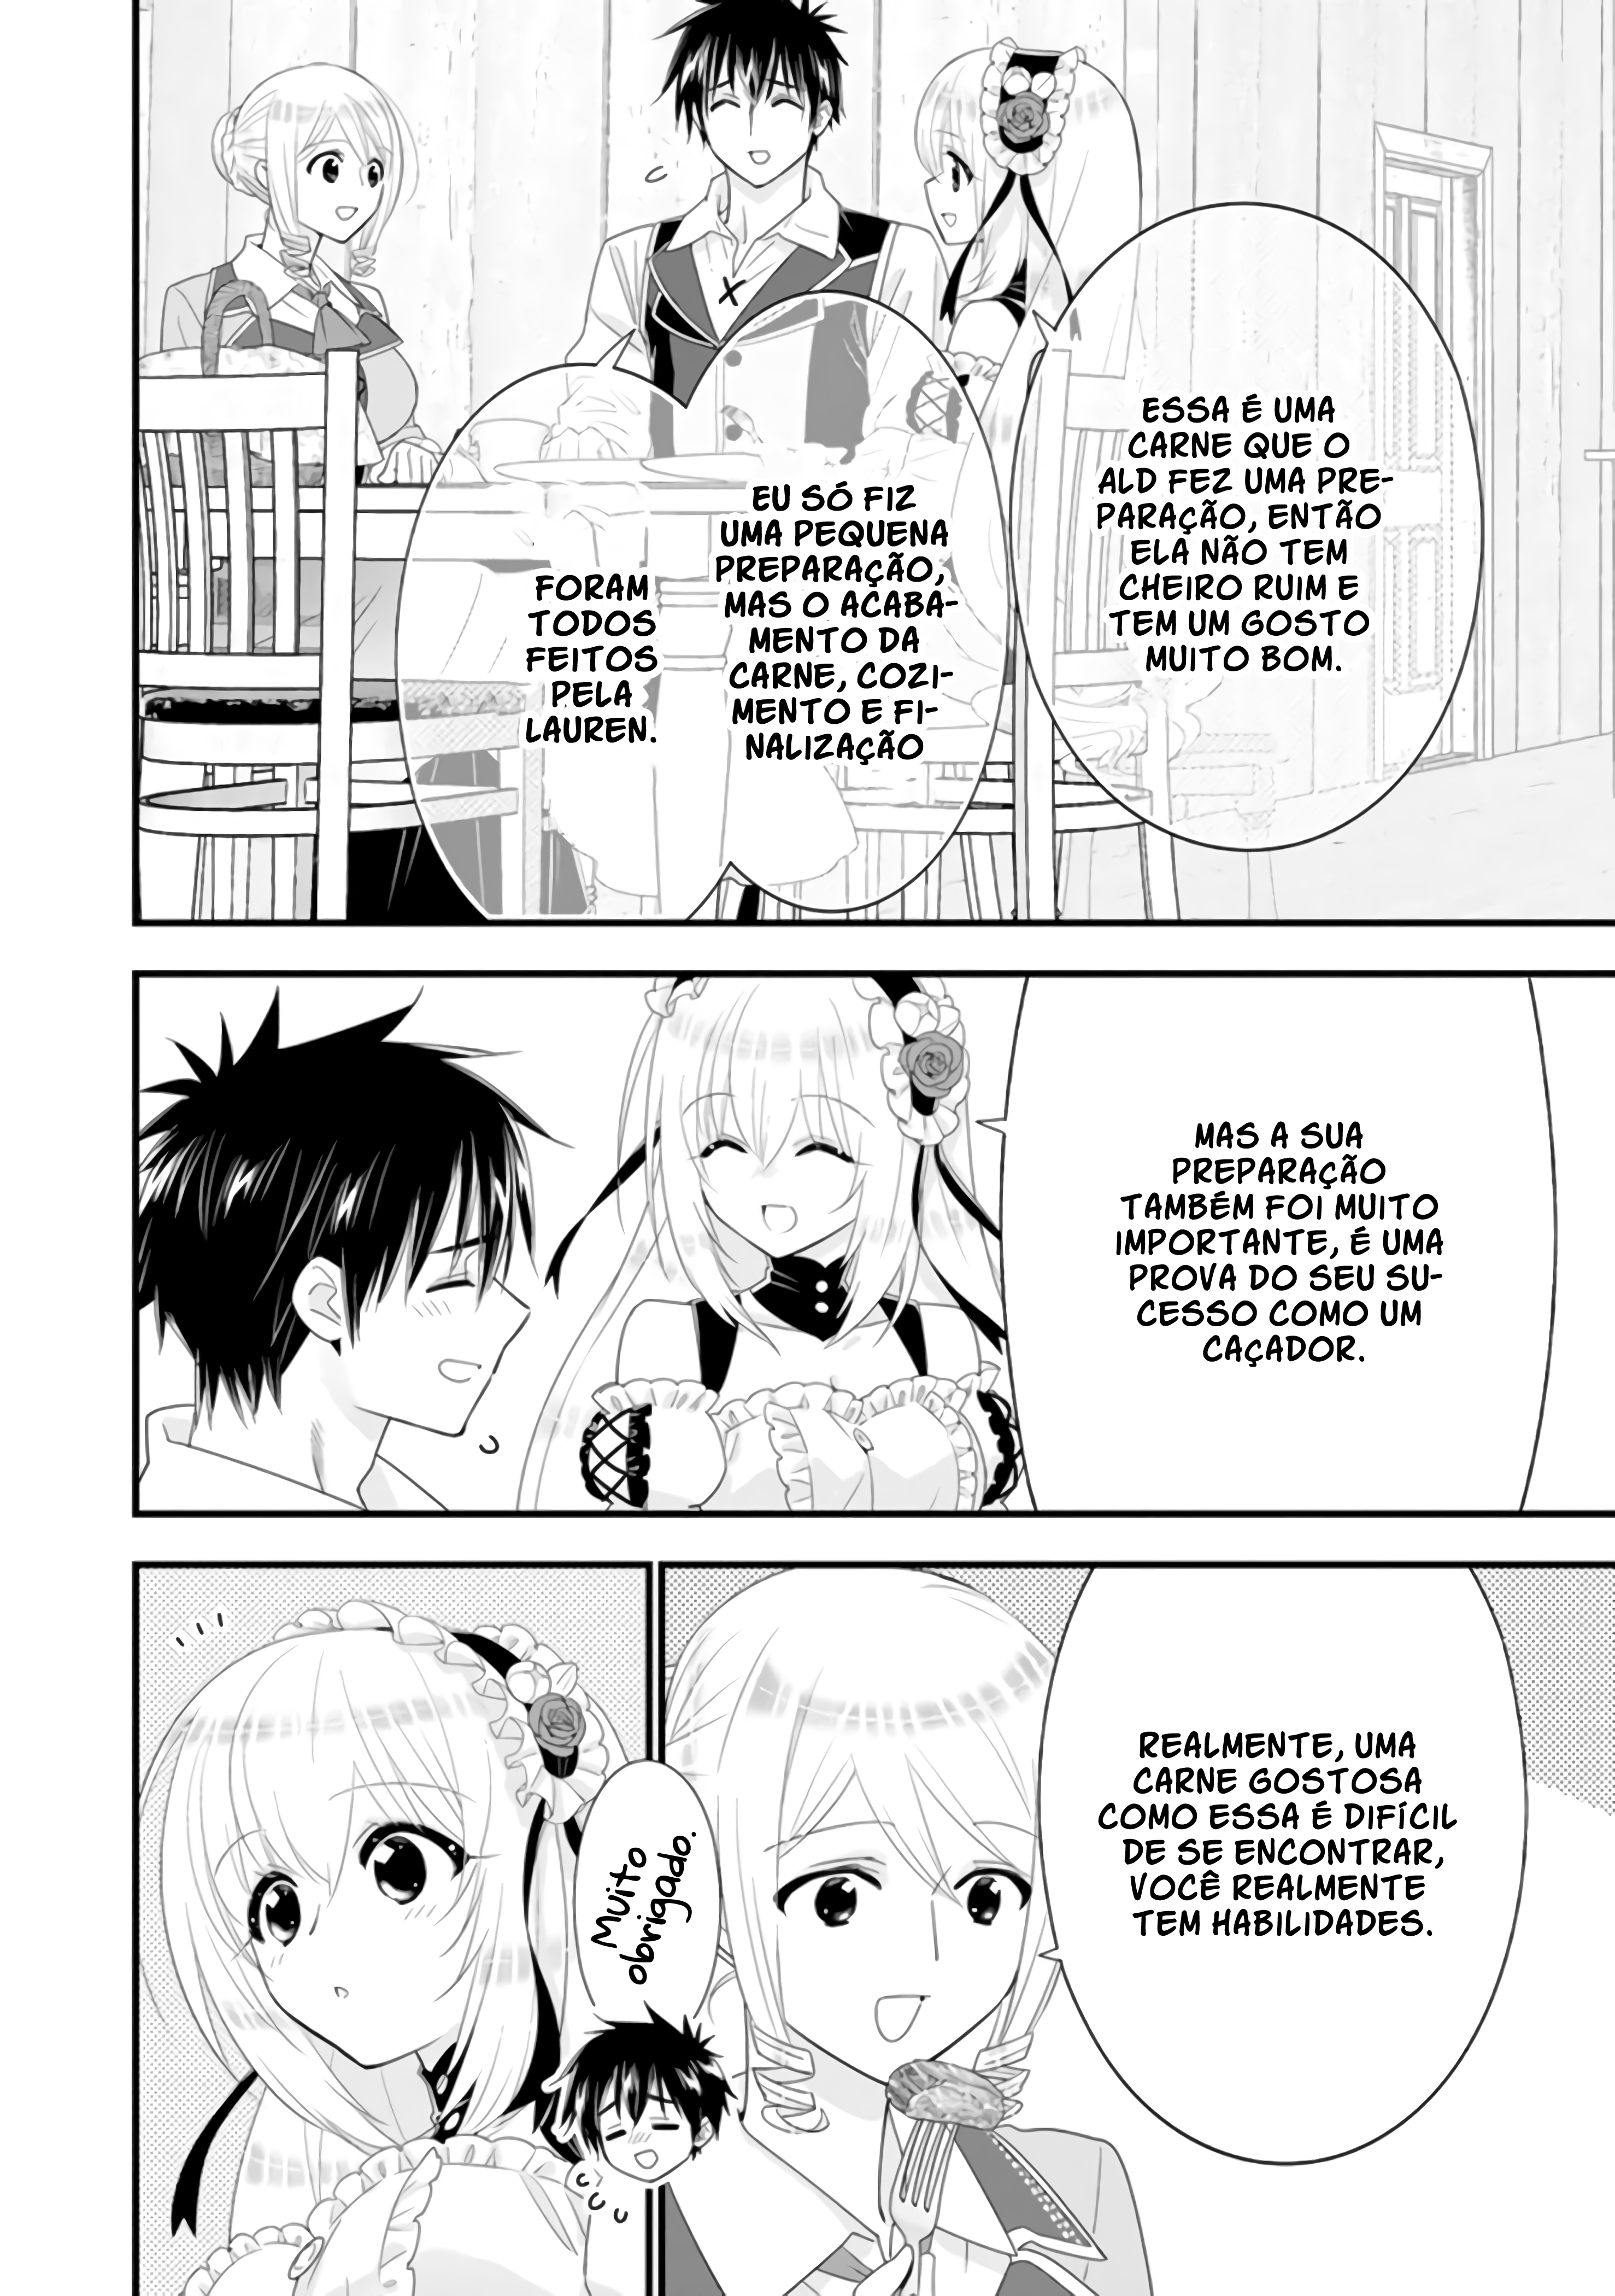 ESSA É UMA
CARNE QUE O
ALD FEZ UMA PRE-
PARAÇÃO, ENTÃO
ELA NÃO TEM
CHEIRO RUIM E
TEM UM GOSTO
MUITO BOM.
EU SÓ FIZ
UMA PEQUENA
PREPARAÇÃO,
MAS O ACABA-
MENTO DA
CARNE, COZI-
MENTO E FI-
NALIZAÇÃO
FORAM
TODOS
FEITOS
PELA
LAUREN.
MAS A SUA
PREPARAÇÃO
TAMBÉM FOI MUITO
IMPORTANTE, É UMA
PROVA DO SEU SU-
CESSO COMO UM
CAÇADOR.
REALMENTE, UMA
CARNE GOSTOSA
COMO ESSA É DIFÍCIL
DE SE ENCONTRAR,
VOCÊ REALMENTE
TEM HABILIDADES.
Muito
obrigado.